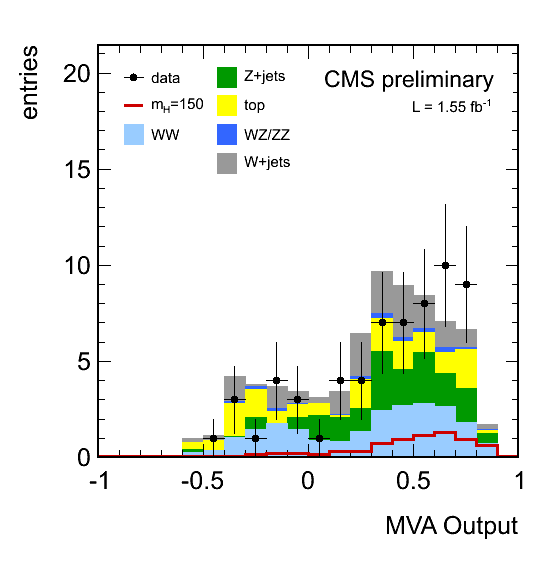 entries
20
15
10
5
0
data
m_H=150
WW
Z+jets
top
WZ/ZZ
W+jets
CMS preliminary
L = 1.55 fb⁻¹
-1
-0.5
0
0.5
1
MVA Output